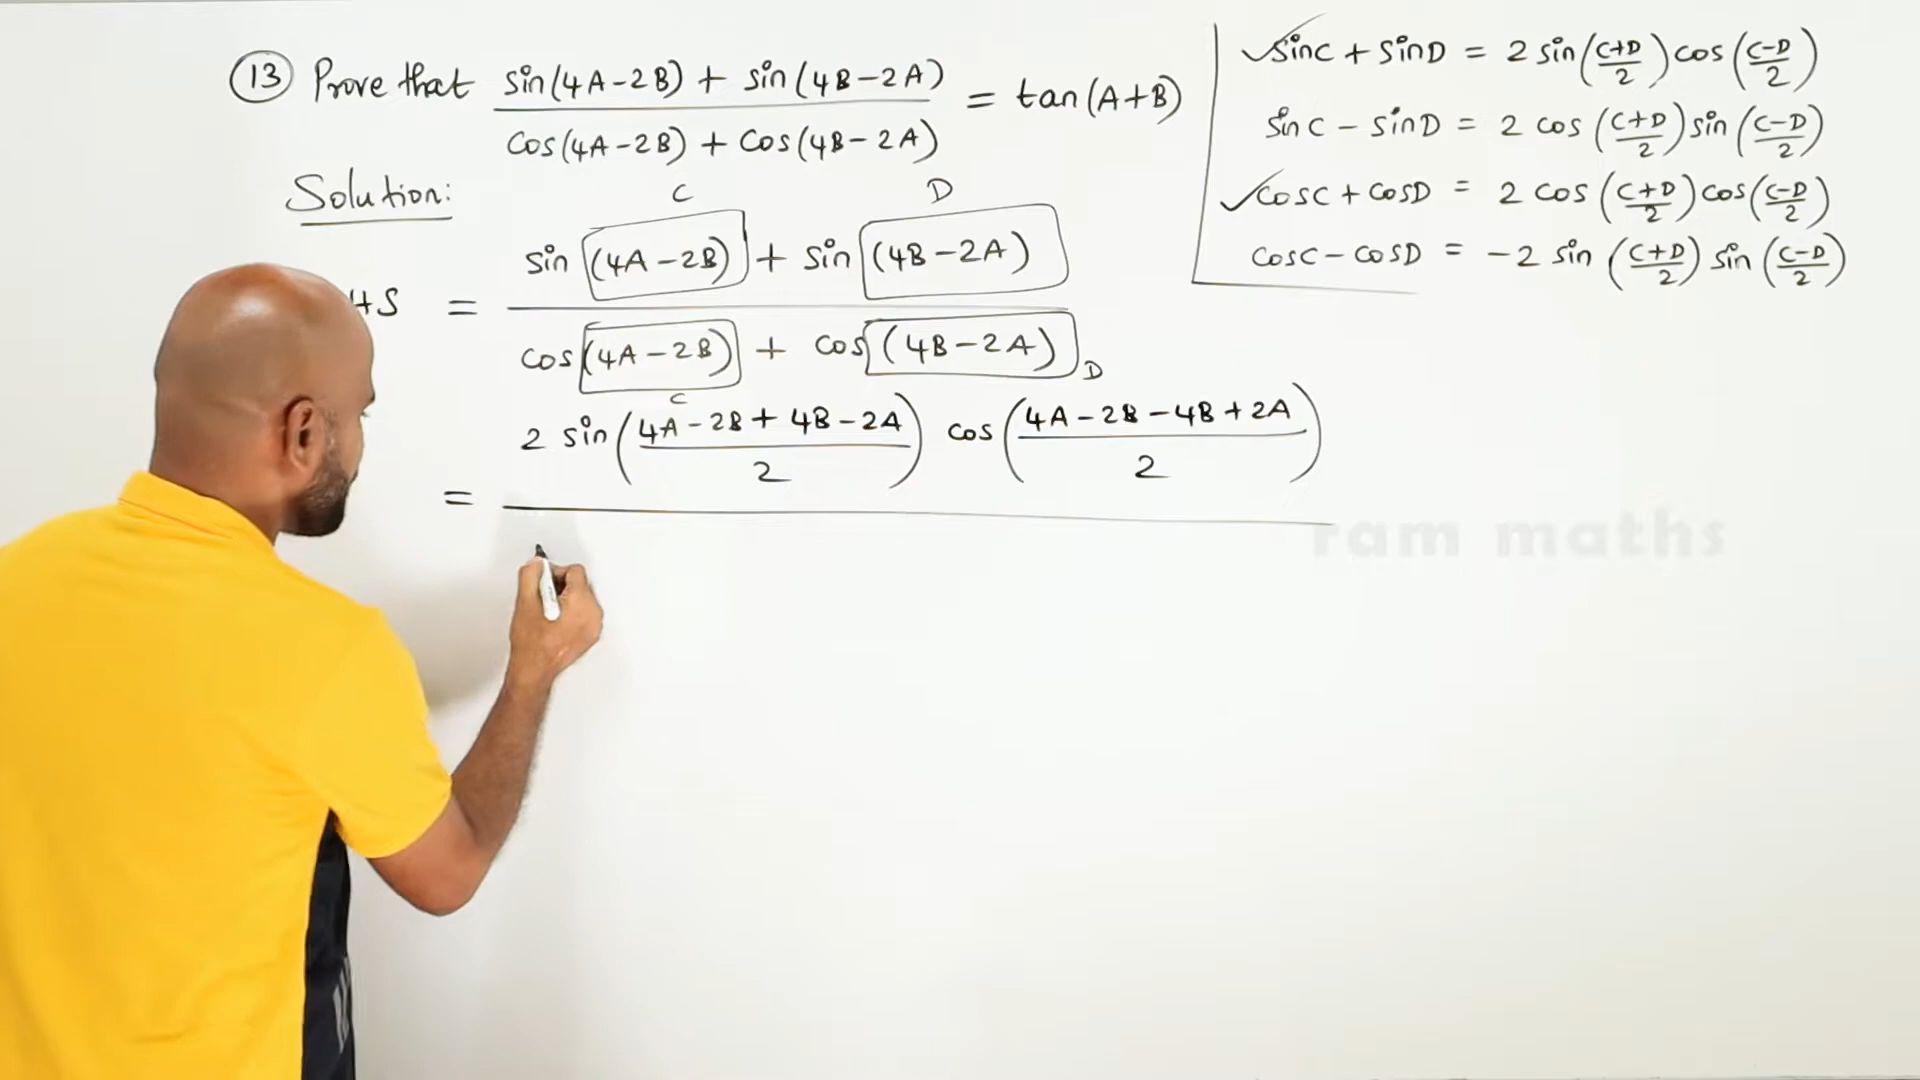 13 Prove that sin(4A-2B) + sin(4B-2A) / cos(4A-2B) + cos(4B-2A) = tan(A+B)
Solution:
C D
HS = sin(4A-2B) + sin(4B-2A) / cos(4A-2B) + cos(4B-2A)
C D
= 2 sin(4A-2B+4B-2A / 2) cos(4A-2B-4B+2A / 2)
✓sinC + sinD = 2 sin(C+D/2) cos(C-D/2)
sinC - sinD = 2 cos(C+D/2) sin(C-D/2)
✓cosC + cosD = 2 cos(C+D/2) cos(C-D/2)
cosC - cosD = -2 sin(C+D/2) sin(C-D/2)
ram maths